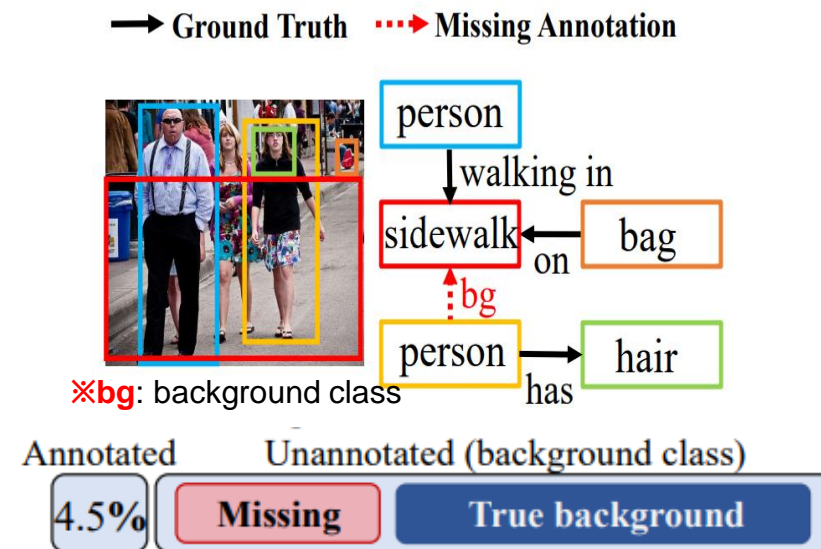 Ground Truth Missing Annotation
person
walking in
sidewalk bag
on
bg
person hair
has
※bg: background class
Annotated Unannotated (background class)
4.5% Missing True background